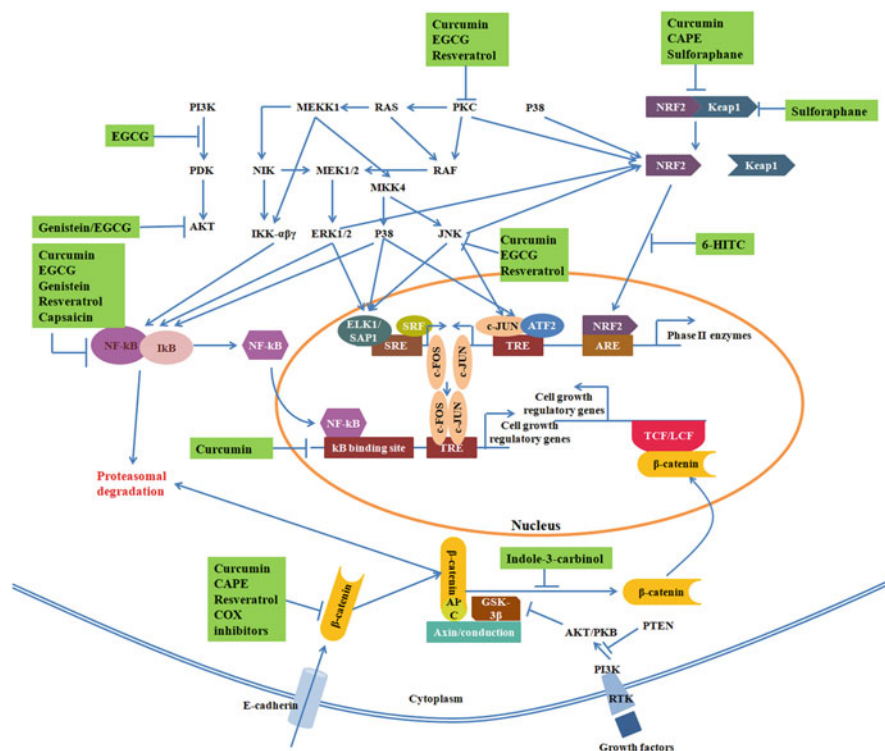 Curcumin
EGCG
Resveratrol
Curcumin
CAPE
Sulforaphane
PI3K
MEKK1
RAS
PKC
P38
NRF2
Keap1
Sulforaphane
EGCG
PDK
NIK
MEK1/2
RAF
MKK4
NRF2
Keap1
Genistein/EGCG
AKT
IKK-αβγ
ERK1/2
P38
JNK
6-HITC
Curcumin
EGCG
Resveratrol
Curcumin
EGCG
Genistein
Resveratrol
Capsaicin
NF-kB
IkB
NF-kB
ELK1/
SAP1
SRF
SRE
c-JUN
ATF2
TRE
NRF2
ARE
Phase II enzymes
c-FOS
c-JUN
c-FOS
c-JUN
Cell growth
regulatory genes
Cell growth
regulatory genes
NF-kB
kB binding site
TRE
TCF/LCF
β-catenin
Curcumin
Proteasomal
degradation
Nucleus
Indole-3-carbinol
Curcumin
CAPE
Resveratrol
COX
inhibitors
β-catenin
β-catenin
AP
C
GSK-
3β
Axin/conduction
β-catenin
AKT/PKB
PTEN
PI3K
RTK
E-cadherin
Cytoplasm
Growth factors